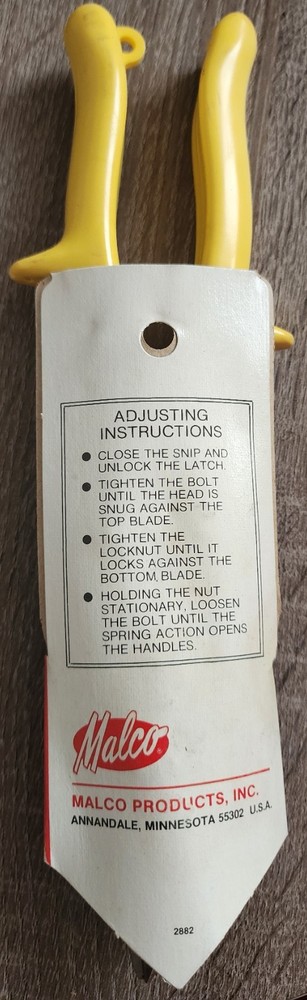 ADJUSTING
INSTRUCTIONS
● CLOSE THE SNIP AND
UNLOCK THE LATCH.
● TIGHTEN THE BOLT
UNTIL THE HEAD IS
SNUG AGAINST THE
TOP BLADE.
● TIGHTEN THE
LOCKNUT UNTIL IT
LOCKS AGAINST THE
BOTTOM BLADE.
● HOLDING THE NUT
STATIONARY, LOOSEN
THE BOLT UNTIL THE
SPRING ACTION OPENS
THE HANDLES.
Malco
MALCO PRODUCTS, INC.
ANNANDALE, MINNESOTA 55302 U.S.A.
2882